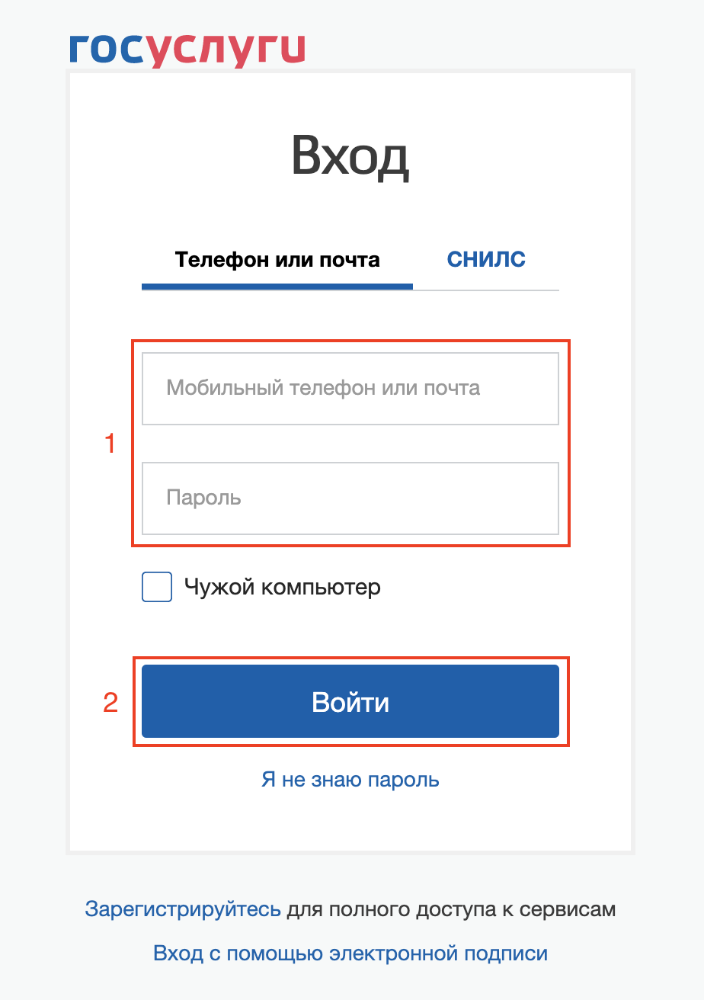 госуслуги
Вход
Телефон или почта СНИЛС
Мобильный телефон или почта
1
Пароль
Чужой компьютер
2 Войти
Я не знаю пароль
Зарегистрируйтесь для полного доступа к сервисам
Вход с помощью электронной подписи